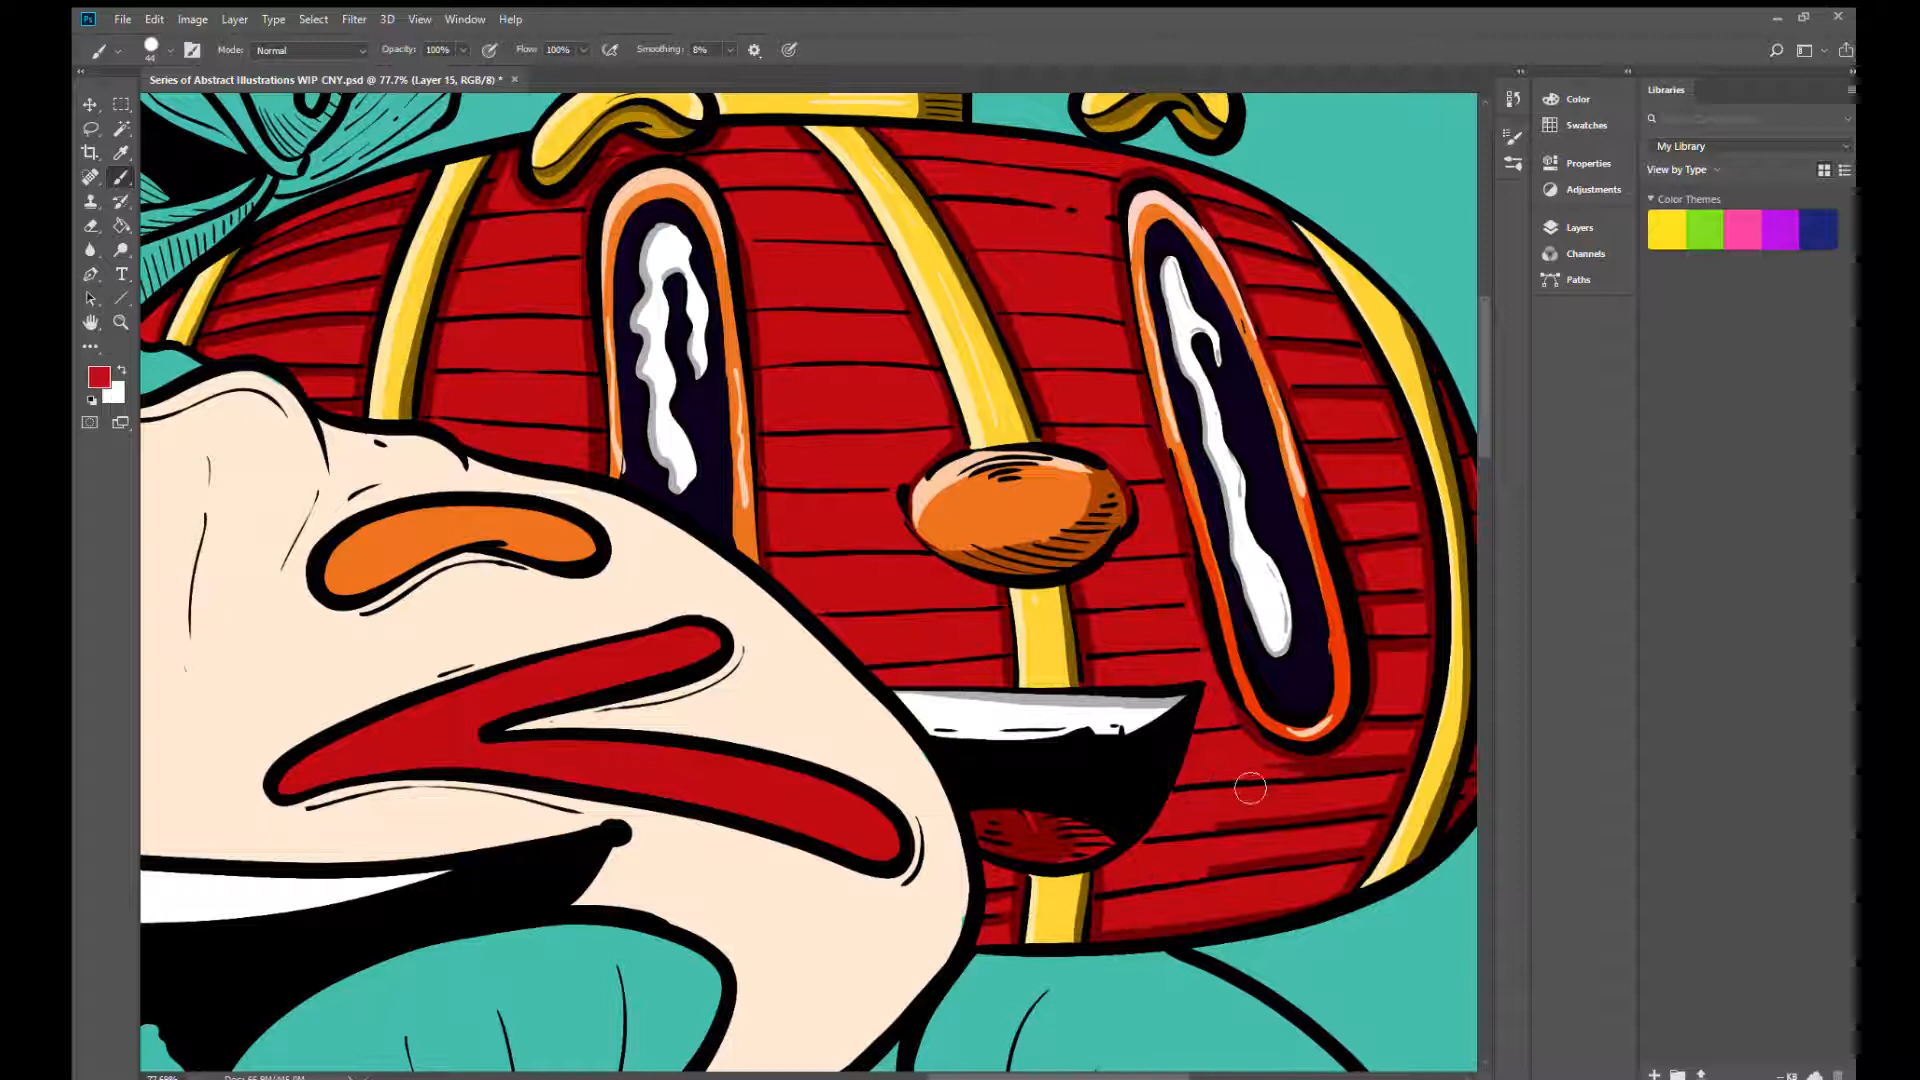 Ps File Edit Image Layer Type Select Filter 3D View Window Help
44 Mode: Normal Opacity: 100% Flow: 100% Smoothing: 8%
Series of Abstract Illustrations WIP CNY.psd @ 77.7% (Layer 15, RGB/8) *
Color
Swatches
Properties
Adjustments
Layers
Channels
Paths
Libraries
My Library
View by Type
Color Themes
-- KB